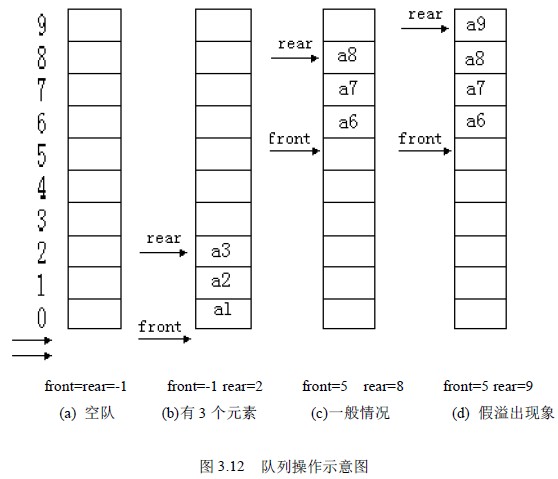 9
8
7
6
5
4
3
2
1
0
rear
a3
a2
a1
front
rear
a8
a7
a6
front
rear
a9
a8
a7
a6
front
front=rear=-1 front=-1 rear=2 front=5 rear=8 front=5 rear=9
(a) 空队 (b)有 3 个元素 (c)一般情况 (d) 假溢出现象
图 3.12 队列操作示意图